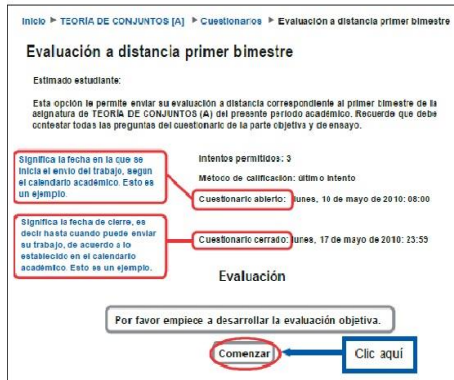 Inicio ► TEORÍA DE CONJUNTOS [A] ► Cuestionarios ► Evaluación a distancia primer bimestre
Evaluación a distancia primer bimestre
Estimado estudiante:
Esta opción le permite enviar su evaluación a distancia correspondiente al primer bimestre de la
asignatura de TEORÍA DE CONJUNTOS (A) del presente periodo académico. Recuerde que debe
contestar todas las preguntas del cuestionario de la parte objetiva y de ensayo.
Significa la fecha en la que se
inicia el envío del trabajo, según
el calendario académico. Esto es
un ejemplo.
Intentos permitidos: 3
Método de calificación: último intento
Cuestionario abierto: lunes, 10 de mayo de 2010: 08:00
Significa la fecha de cierre, es
decir hasta cuando puede enviar
su trabajo, de acuerdo a lo
establecido en el calendario
académico. Esto es un ejemplo.
Cuestionario cerrado: lunes, 17 de mayo de 2010: 23:59
Evaluación
Por favor empiece a desarrollar la evaluación objetiva.
Comenzar
Clic aquí